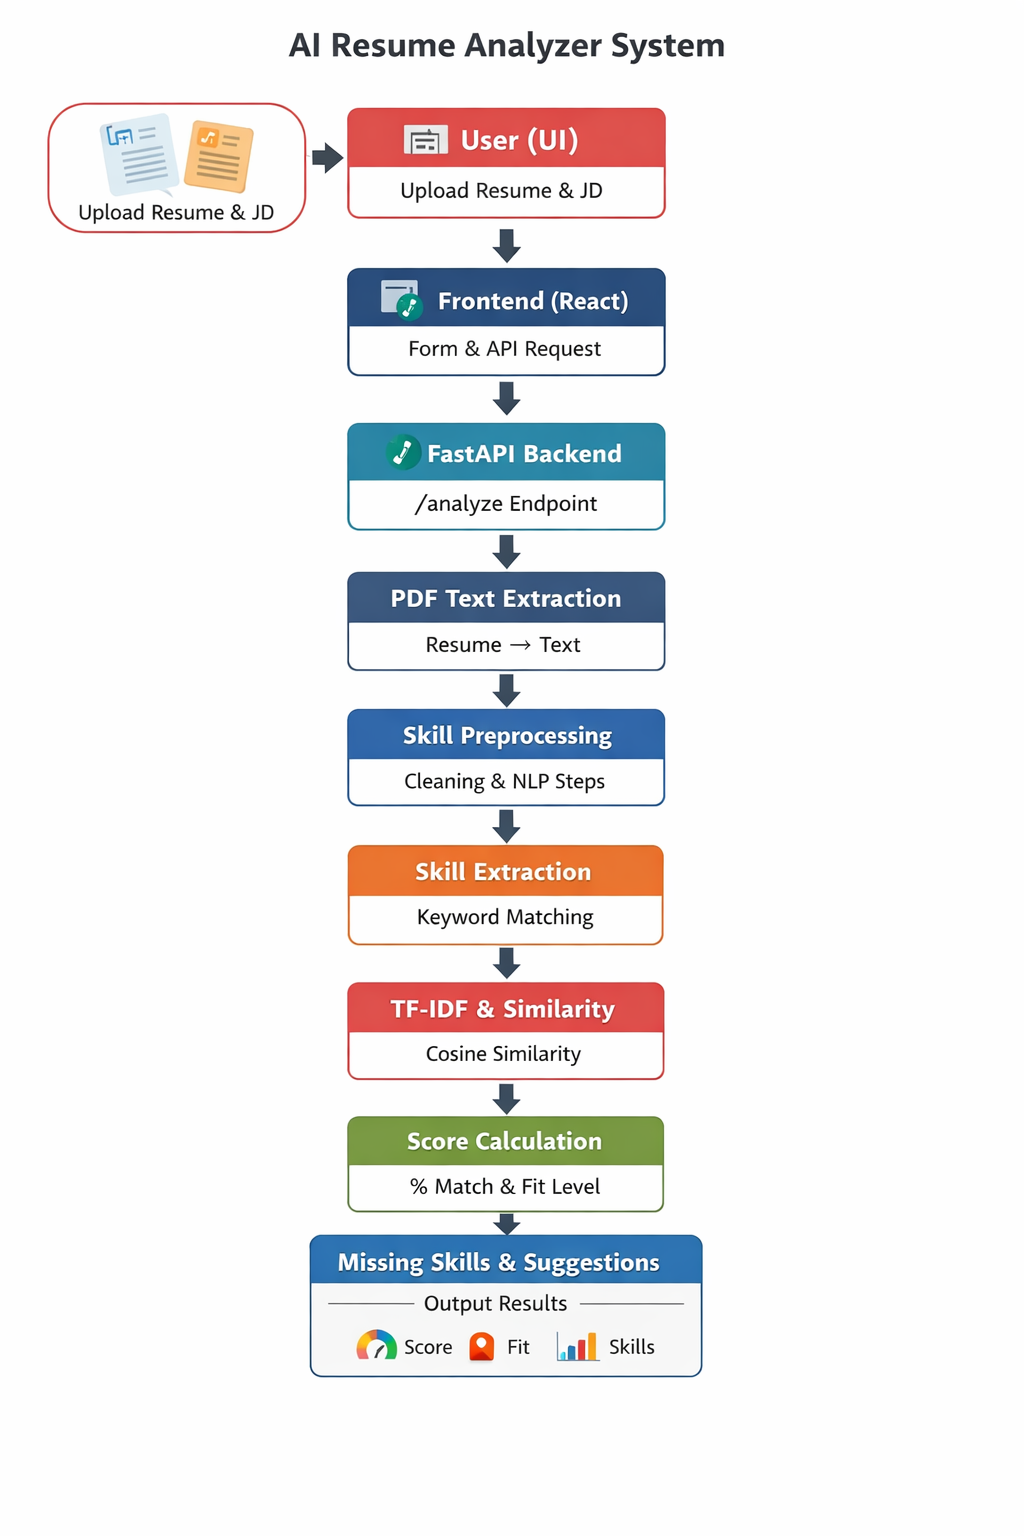 AI Resume Analyzer System
Upload Resume & JD
User (UI)
Upload Resume & JD
Frontend (React)
Form & API Request
FastAPI Backend
/analyze Endpoint
PDF Text Extraction
Resume → Text
Skill Preprocessing
Cleaning & NLP Steps
Skill Extraction
Keyword Matching
TF-IDF & Similarity
Cosine Similarity
Score Calculation
% Match & Fit Level
Missing Skills & Suggestions
Output Results
Score Fit Skills